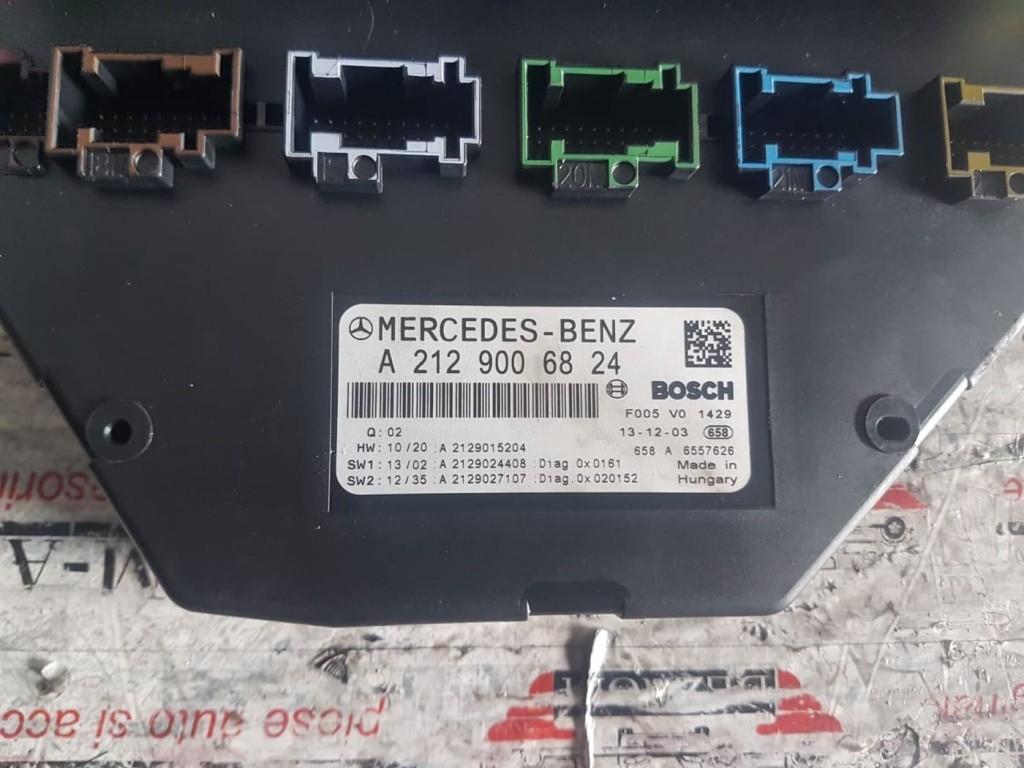 20N
21N
MERCEDES-BENZ
A 212 900 68 24
BOSCH
F005 V0 1429
Q: 02
13-12-03 658
HW: 10/20 :A 2129015204
658 A 6557626
SW1: 13/02 :A 2129024408 :Diag.0x0161
Made in
SW2: 12/35 :A 2129027107 :Diag.0x020152
Hungary
piese auto si acc